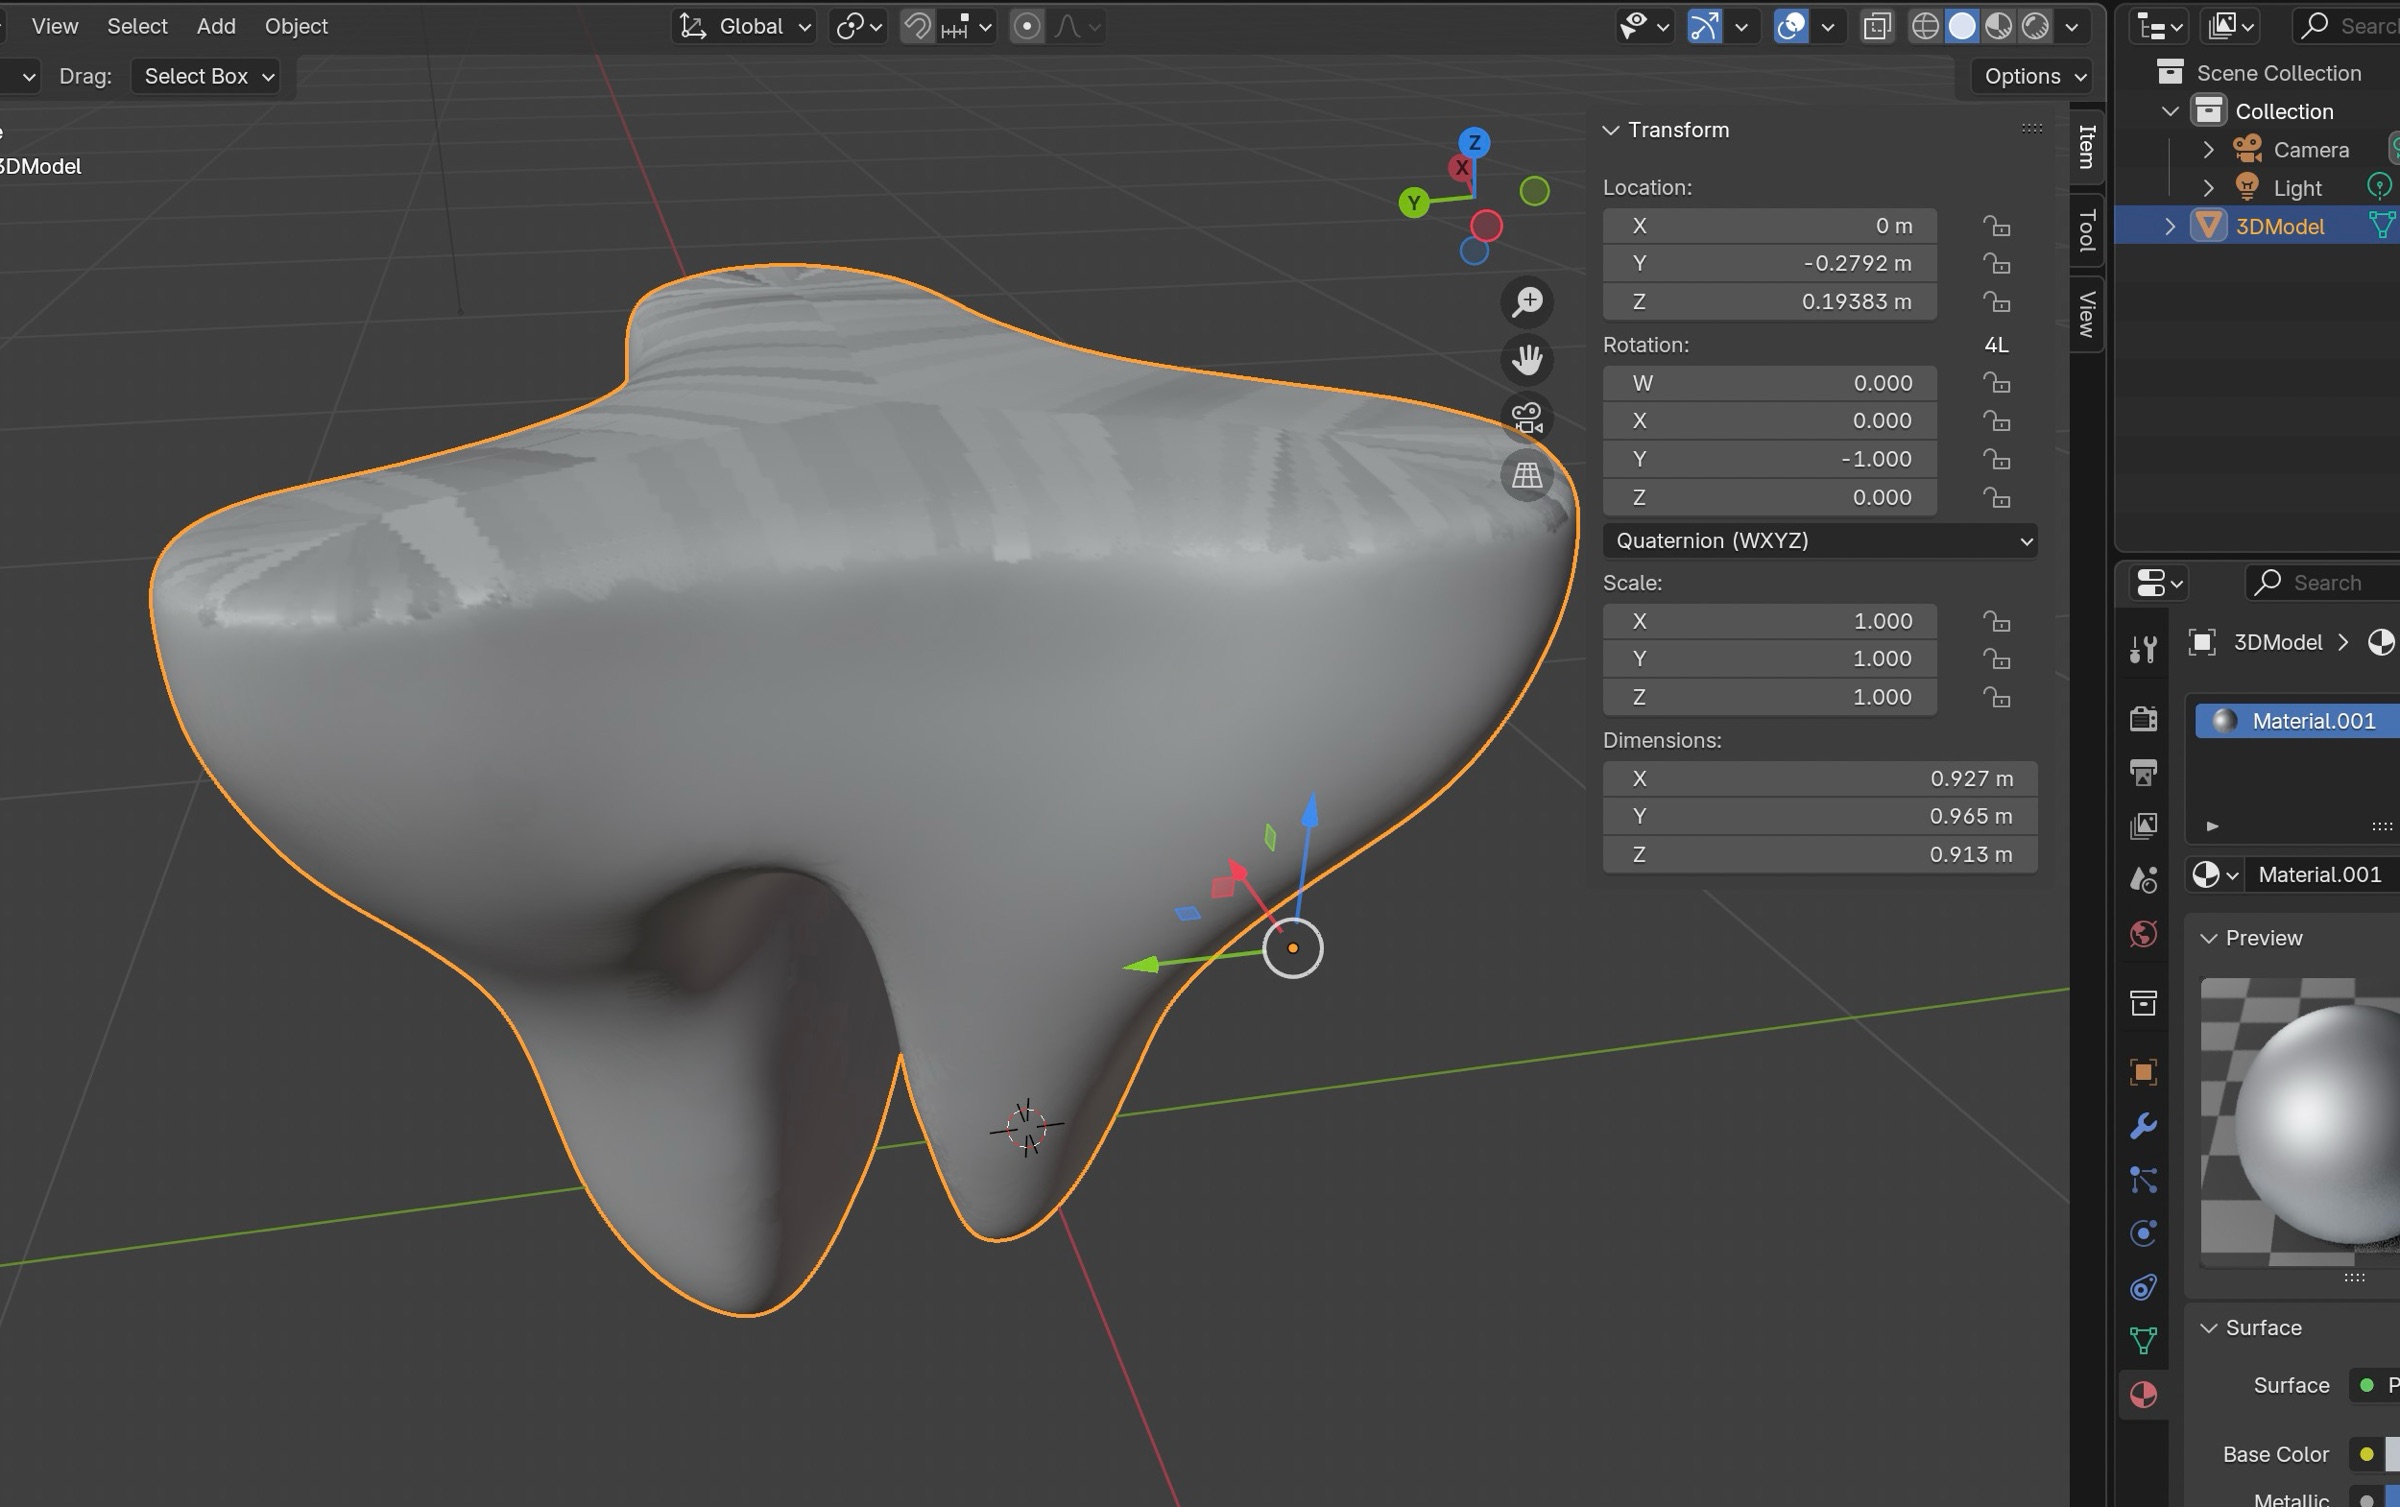 View Select Add Object Global
Drag: Select Box Options
3DModel
Z
X
Y
Transform
Location:
X 0 m
Y -0.2792 m
Z 0.19383 m
Rotation: 4L
W 0.000
X 0.000
Y -1.000
Z 0.000
Quaternion (WXYZ)
Scale:
X 1.000
Y 1.000
Z 1.000
Dimensions:
X 0.927 m
Y 0.965 m
Z 0.913 m
Item
Tool
View
Search
Scene Collection
Collection
Camera
Light
3DModel
Search
3DModel
Material.001
Material.001
Preview
Surface
Surface P
Base Color
Metallic